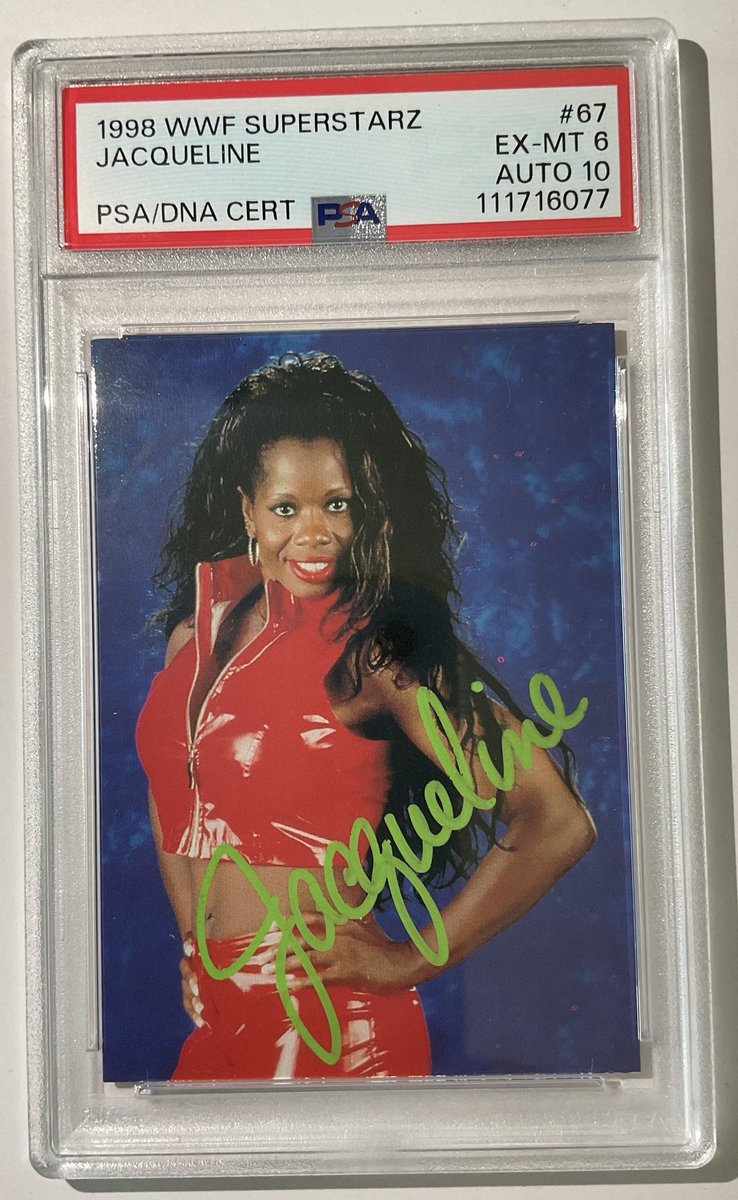 1998 WWF SUPERSTARZ #67
JACQUELINE EX-MT 6
AUTO 10
PSA/DNA CERT PSA 111716077
Jacqueline